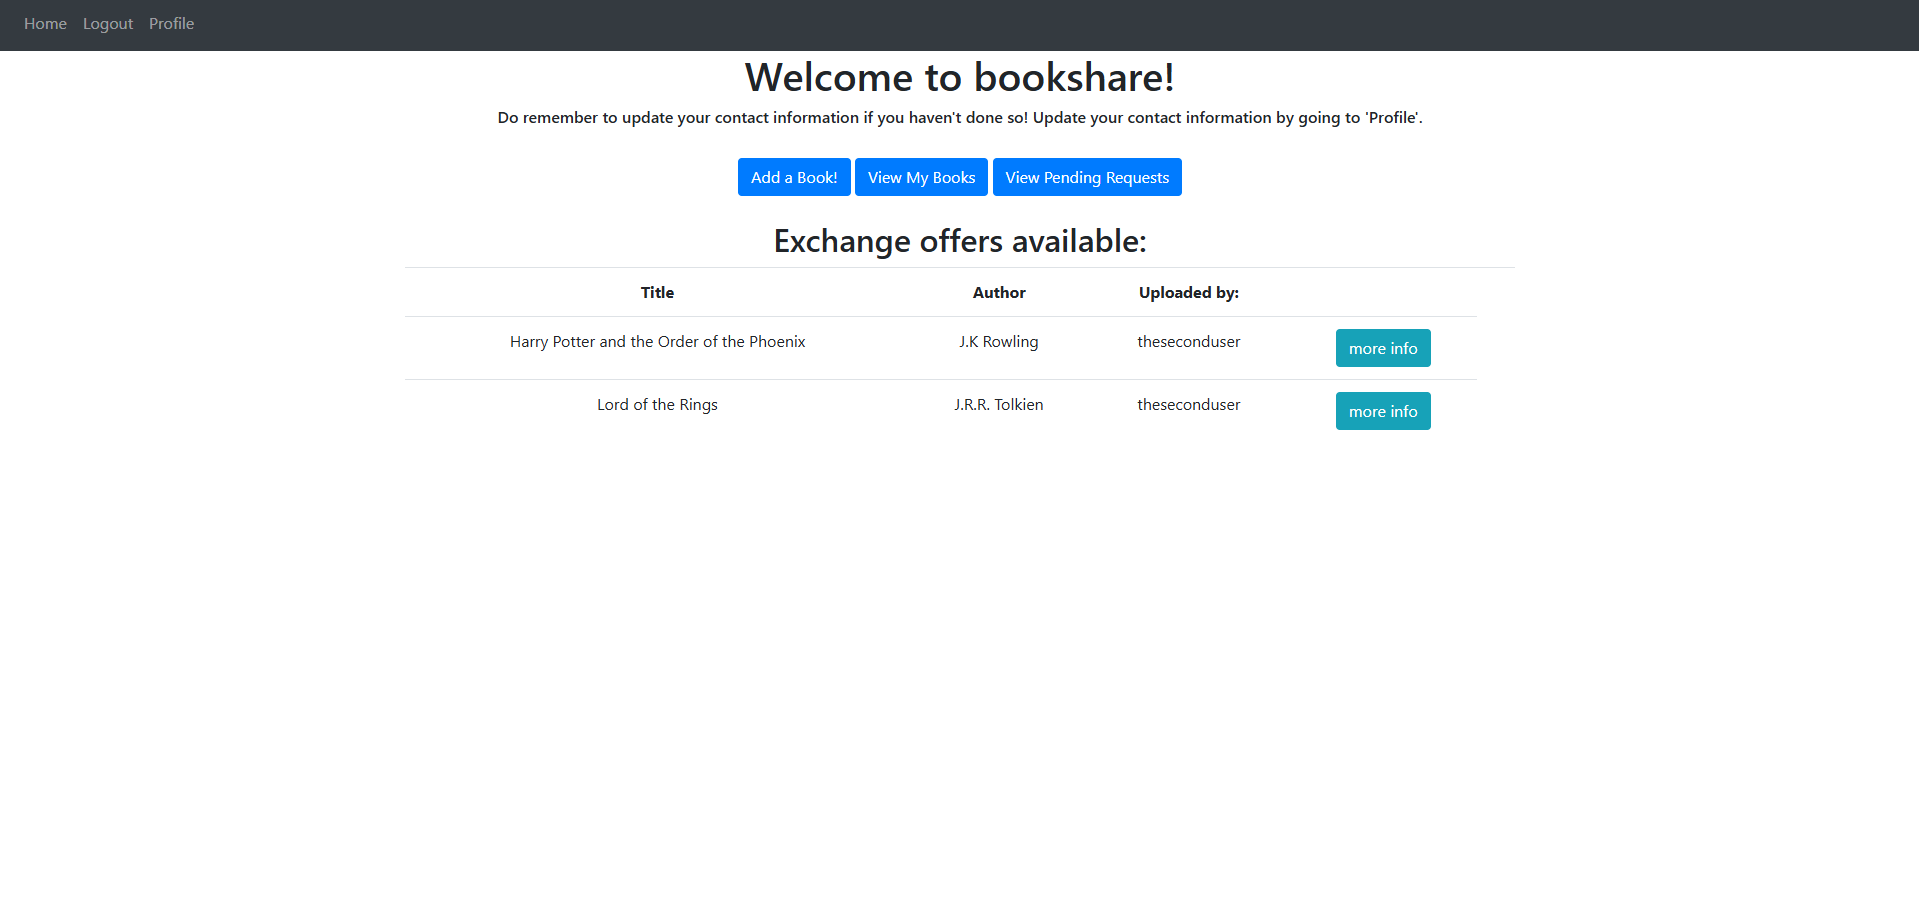 Home Logout Profile
Welcome to bookshare!
Do remember to update your contact information if you haven't done so! Update your contact information by going to 'Profile'.
Add a Book! View My Books View Pending Requests
Exchange offers available:
Title Author Uploaded by:
Harry Potter and the Order of the Phoenix J.K Rowling theseconduser more info
Lord of the Rings J.R.R. Tolkien theseconduser more info